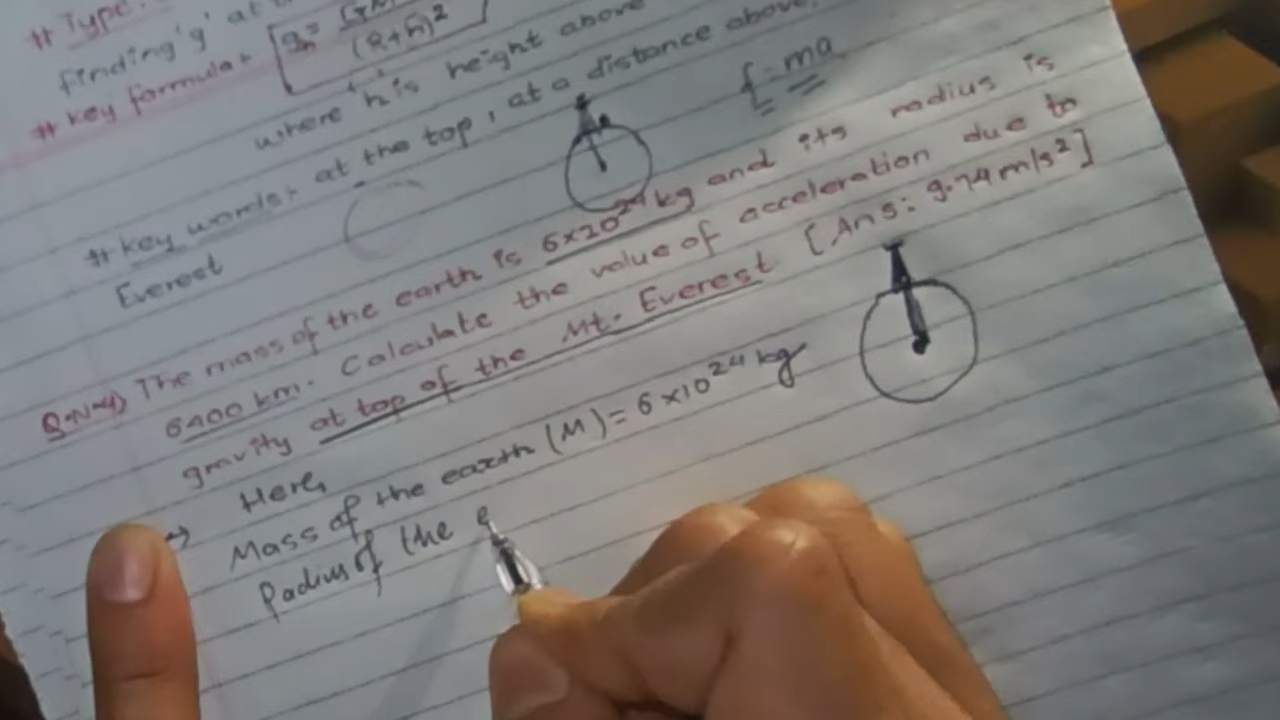 # Type.
finding 'g' at
# key formula→ [gh = GM/(R+h)²]
where 'h' is height above
# key words→ at the top, at a distance above,
Everest
f = ma
Q.N→4) The mass of the earth is 6×20²⁴ kg and its radius is
6400 km. Calculate the value of acceleration due to
gravity at top of the Mt. Everest [Ans: 9.74 m/s²]
→) Here,
Mass of the earth (M) = 6×10²⁴ kg
Radius of the e